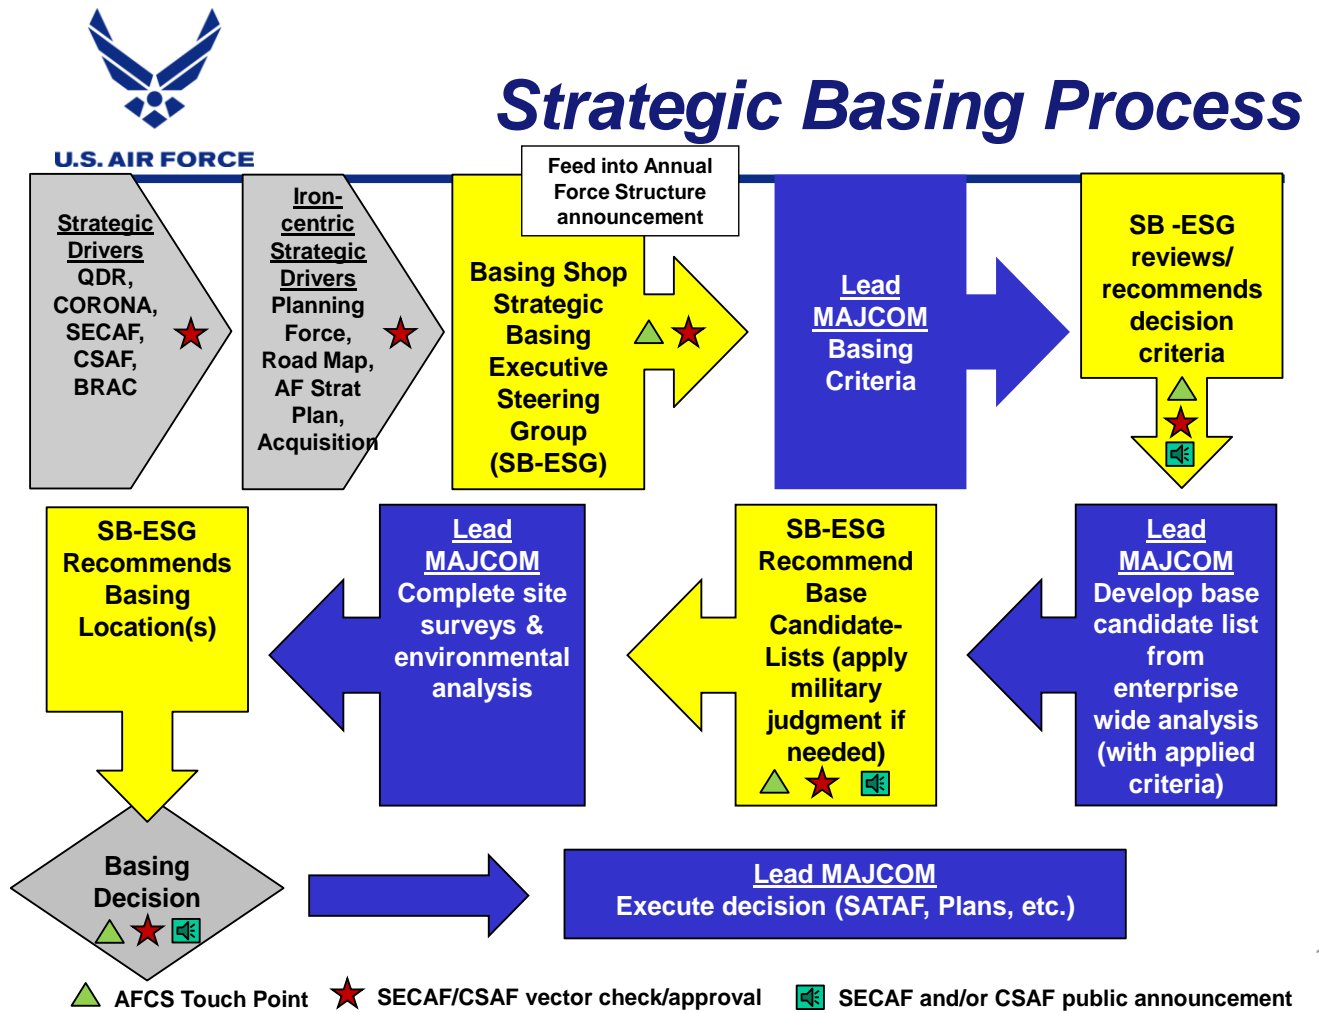 Strategic Basing Process
U.S. AIR FORCE
Feed into Annual
Force Structure
announcement
Strategic
Drivers
QDR,
CORONA,
SECAF,
CSAF,
BRAC
Iron-
centric
Strategic
Drivers
Planning
Force,
Road Map,
AF Strat
Plan,
Acquisition
Basing Shop
Strategic
Basing
Executive
Steering
Group
(SB-ESG)
Lead
MAJCOM
Basing
Criteria
SB -ESG
reviews/
recommends
decision
criteria
SB-ESG
Recommends
Basing
Location(s)
Lead
MAJCOM
Complete site
surveys &
environmental
analysis
SB-ESG
Recommend
Base
Candidate-
Lists (apply
military
judgment if
needed)
Lead
MAJCOM
Develop base
candidate list
from
enterprise
wide analysis
(with applied
criteria)
Basing
Decision
Lead MAJCOM
Execute decision (SATAF, Plans, etc.)
AFCS Touch Point
SECAF/CSAF vector check/approval
SECAF and/or CSAF public announcement